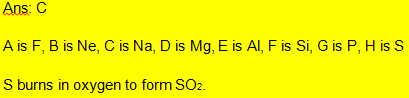 Ans: C
A is F, B is Ne, C is Na, D is Mg, E is Al, F is Si, G is P, H is S
S burns in oxygen to form SO₂.